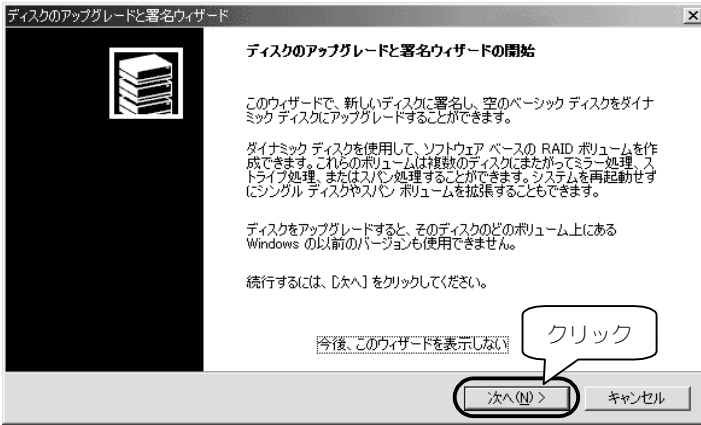 ディスクのアップグレードと署名ウィザード
ディスクのアップグレードと署名ウィザードの開始
このウィザードで、新しいディスクに署名し、空のベーシック ディスクをダイナ
ミック ディスクにアップグレードすることができます。
ダイナミック ディスクを使用して、ソフトウェア ベースの RAID ボリュームを作
成できます。これらのボリュームは複数のディスクにまたがってミラー処理、ス
トライプ処理、またはスパン処理することができます。システムを再起動せず
にシングル ディスクやスパン ボリュームを拡張することもできます。
ディスクをアップグレードすると、そのディスクのどのボリューム上にある
Windows の以前のバージョンも使用できません。
続行するには、[次へ] をクリックしてください。
今後、このウィザードを表示しない
クリック
次へ(N) >
キャンセル